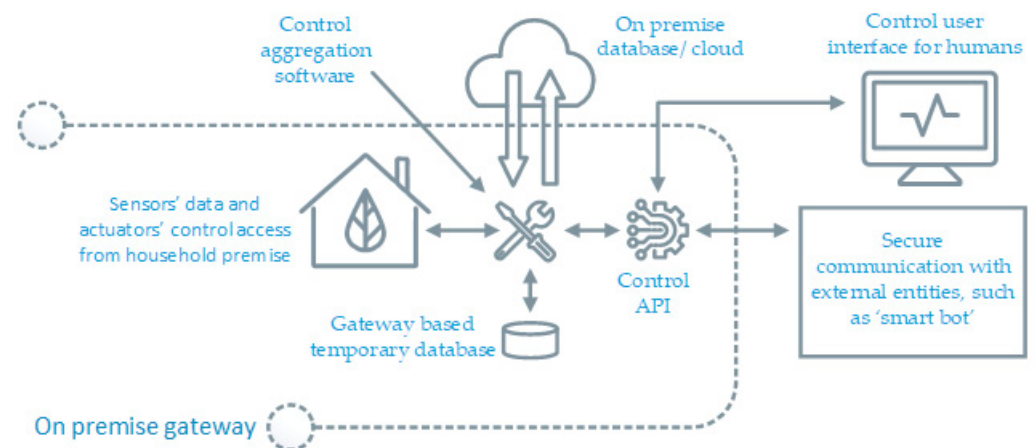 Control
aggregation
software
On premise
database/ cloud
Control user
interface for humans
Sensors' data and
actuators' control access
from household premise
Control
API
Secure
communication with
external entities, such
as 'smart bot'
Gateway based
temporary database
On premise gateway